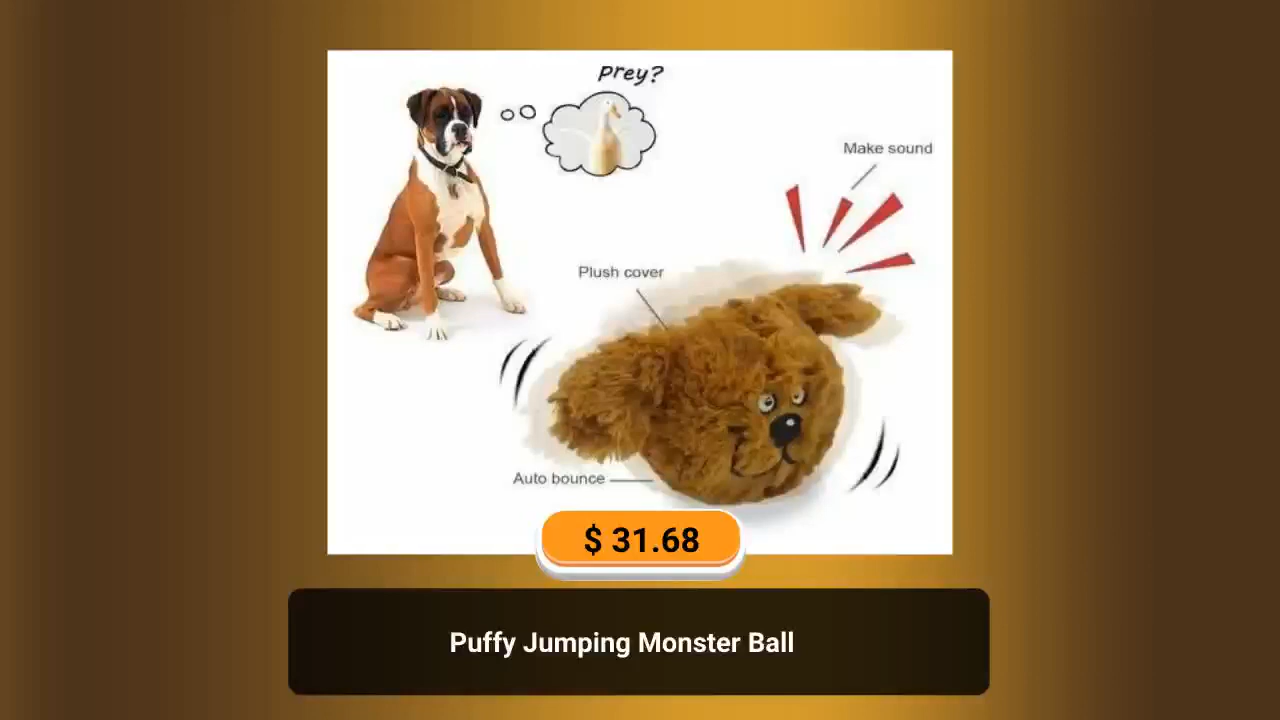 Prey?
Make sound
Plush cover
Auto bounce
$ 31.68
Puffy Jumping Monster Ball